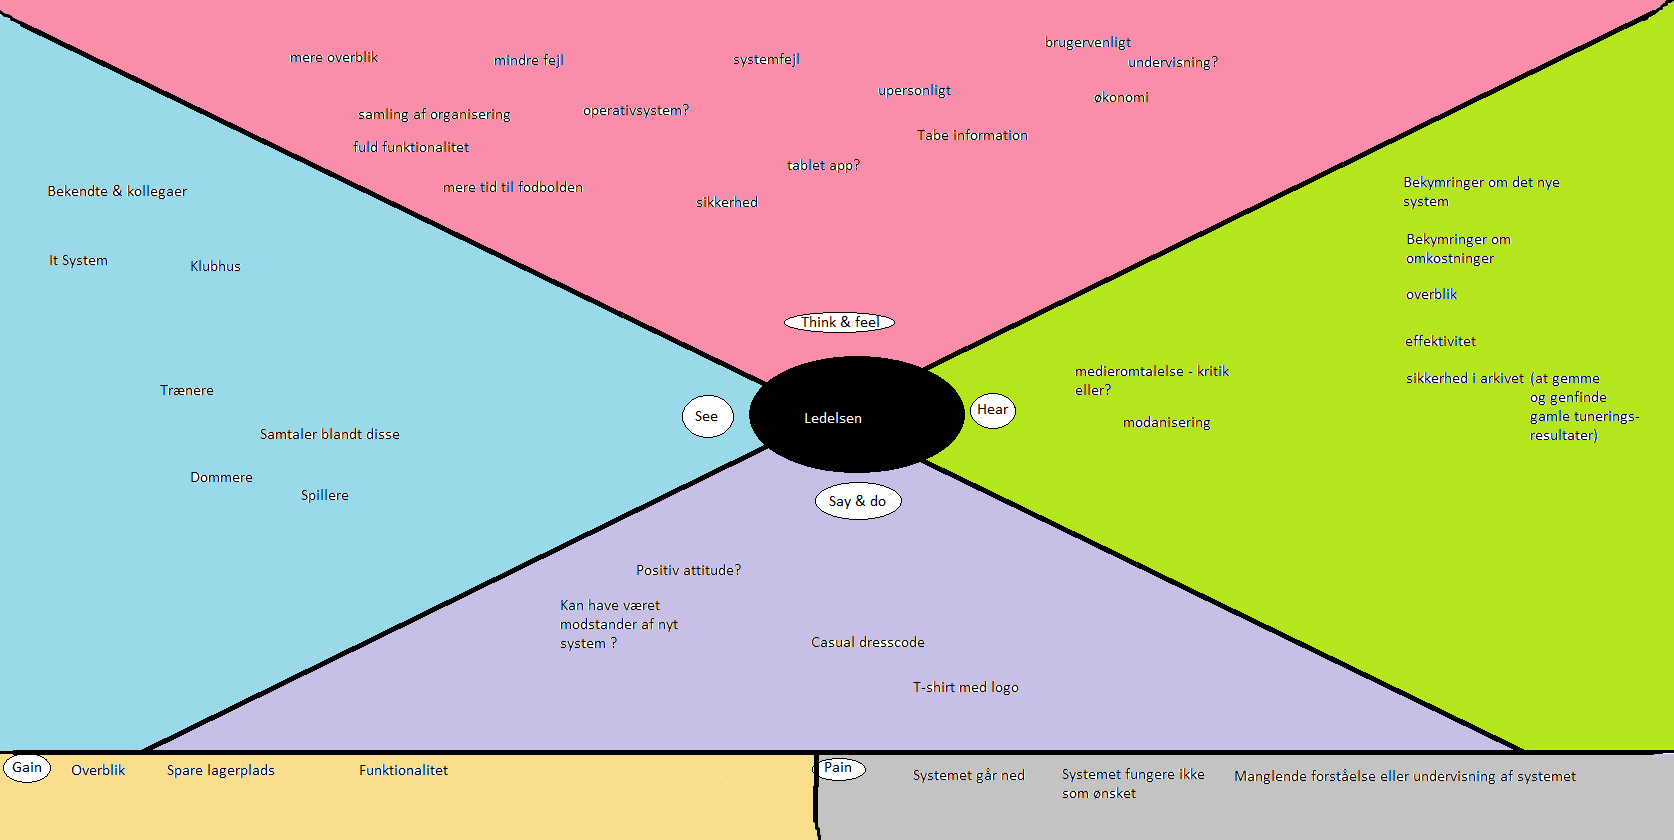 mere overblik
mindre fejl
systemfejl
brugervenligt
undervisning?
upersonligt
økonomi
samling af organisering
operativsystem?
Tabe information
fuld funktionalitet
tablet app?
mere tid til fodbolden
sikkerhed
Think & feel
Bekendte & kollegaer
It System
Klubhus
Trænere
Samtaler blandt disse
Dommere
Spillere
See
Ledelsen
Hear
Bekymringer om det nye
system
Bekymringer om
omkostninger
overblik
effektivitet
sikkerhed i arkivet (at gemme
og genfinde
gamle tunerings-
resultater)
medieromtalelse - kritik
eller?
modanisering
Say & do
Positiv attitude?
Kan have været
modstander af nyt
system ?
Casual dresscode
T-shirt med logo
Gain
Overblik
Spare lagerplads
Funktionalitet
Pain
Systemet går ned
Systemet fungere ikke
som ønsket
Manglende forståelse eller undervisning af systemet